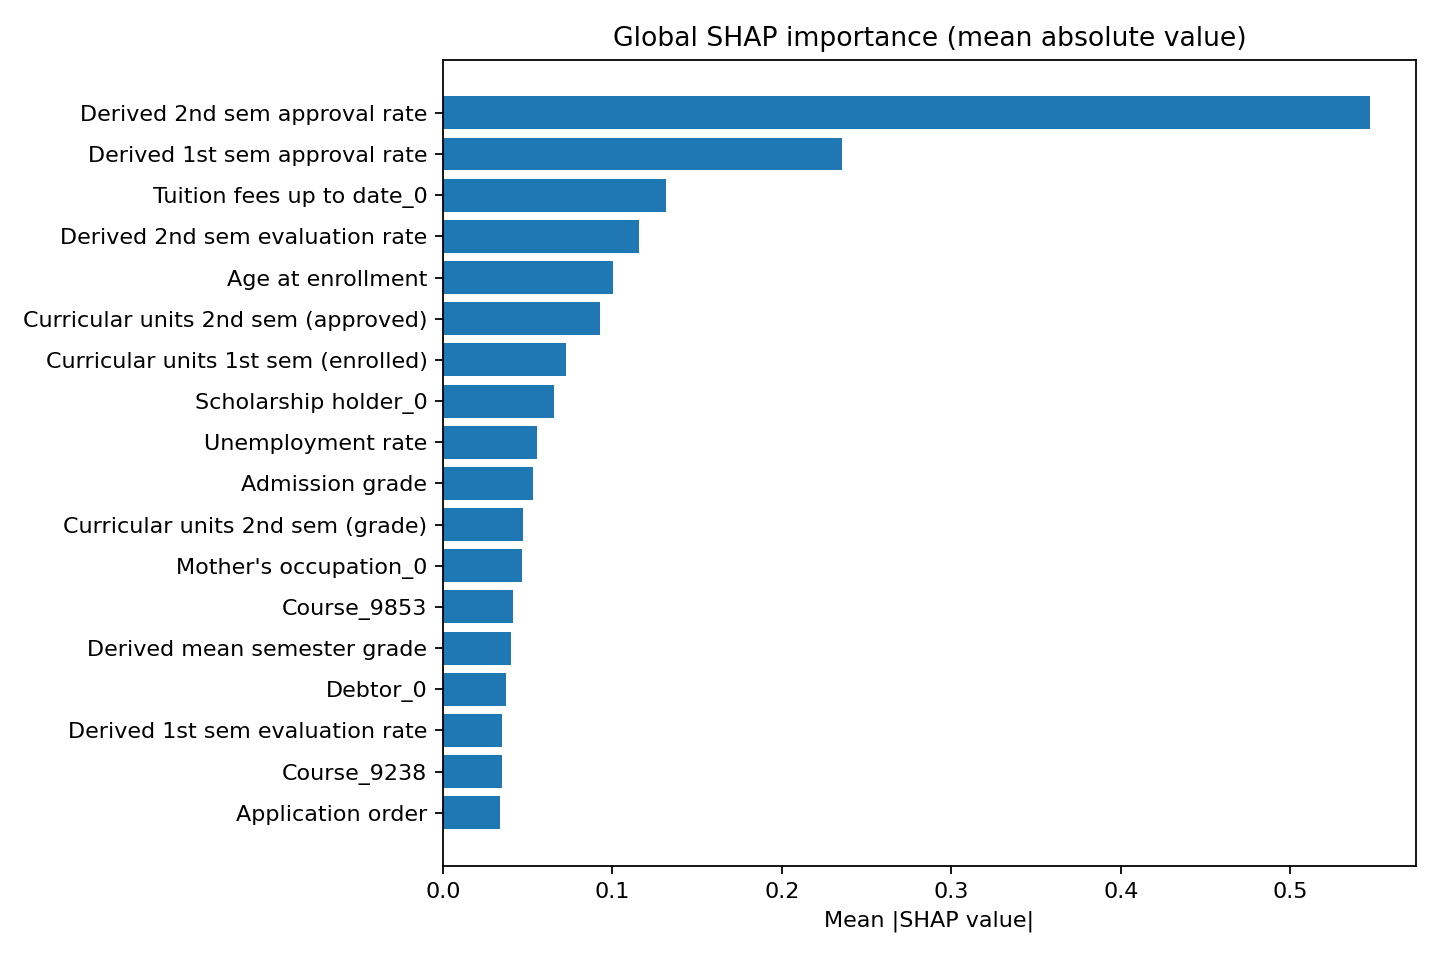 Global SHAP importance (mean absolute value)
Derived 2nd sem approval rate
Derived 1st sem approval rate
Tuition fees up to date_0
Derived 2nd sem evaluation rate
Age at enrollment
Curricular units 2nd sem (approved)
Curricular units 1st sem (enrolled)
Scholarship holder_0
Unemployment rate
Admission grade
Curricular units 2nd sem (grade)
Mother's occupation_0
Course_9853
Derived mean semester grade
Debtor_0
Derived 1st sem evaluation rate
Course_9238
Application order
0.0 0.1 0.2 0.3 0.4 0.5
Mean |SHAP value|